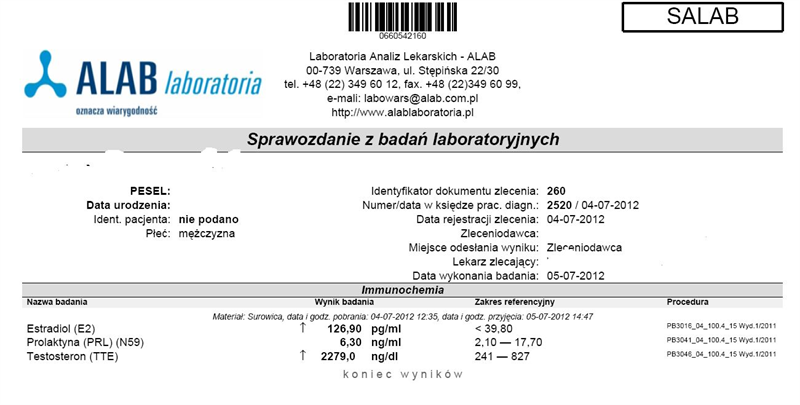 0660542160
SALAB
ALAB laboratoria
oznacza wiarygodność
Laboratoria Analiz Lekarskich - ALAB
00-739 Warszawa, ul. Stępińska 22/30
tel. +48 (22) 349 60 12, fax. +48 (22)349 60 99,
e-mali: labowars@alab.com.pl
http://www.alablaboratoria.pl
Sprawozdanie z badań laboratoryjnych
PESEL:
Data urodzenia:
Ident. pacjenta: nie podano
Płeć: mężczyzna
Identyfikator dokumentu zlecenia: 260
Numer/data w księdze prac. diagn.: 2520 / 04-07-2012
Data rejestracji zlecenia: 04-07-2012
Zleceniodawca:
Miejsce odesłania wyniku: Zleceniodawca
Lekarz zlecający:
Data wykonania badania: 05-07-2012
Immunochemia
Nazwa badania Wynik badania Zakres referencyjny Procedura
Materiał: Surowica, data i godz. pobrania: 04-07-2012 12:35, data i godz. przyjęcia: 05-07-2012 14:47
Estradiol (E2) ↑ 126,90 pg/ml < 39,80 PB3016_04_100.4_15 Wyd.1/2011
Prolaktyna (PRL) (N59) 6,30 ng/ml 2,10 — 17,70 PB3041_04_100.4_15 Wyd.1/2011
Testosteron (TTE) ↑ 2279,0 ng/dl 241 — 827 PB3046_04_100.4_15 Wyd.1/2011
koniec wyników